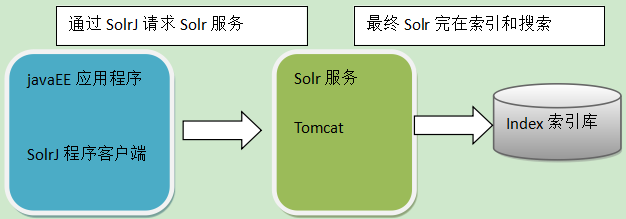 通过 SolrJ 请求 Solr 服务
最终 Solr 完在索引和搜索
javaEE 应用程序
SolrJ 程序客户端
Solr 服务
Tomcat
Index 索引库